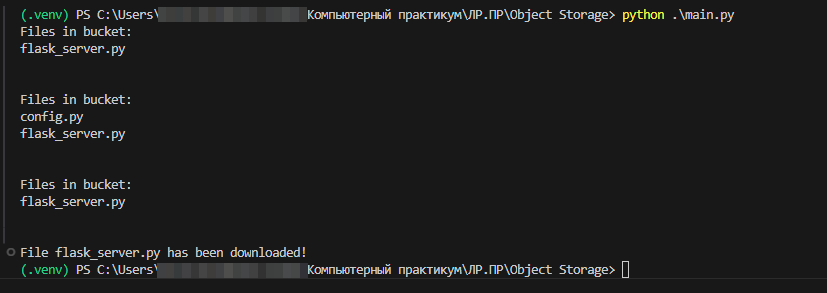 (.venv) PS C:\Users\ Компьютерный практикум\ЛР.ПР\Object Storage> python .\main.py
Files in bucket:
flask_server.py
Files in bucket:
config.py
flask_server.py
Files in bucket:
flask_server.py
File flask_server.py has been downloaded!
(.venv) PS C:\Users\ Компьютерный практикум\ЛР.ПР\Object Storage>